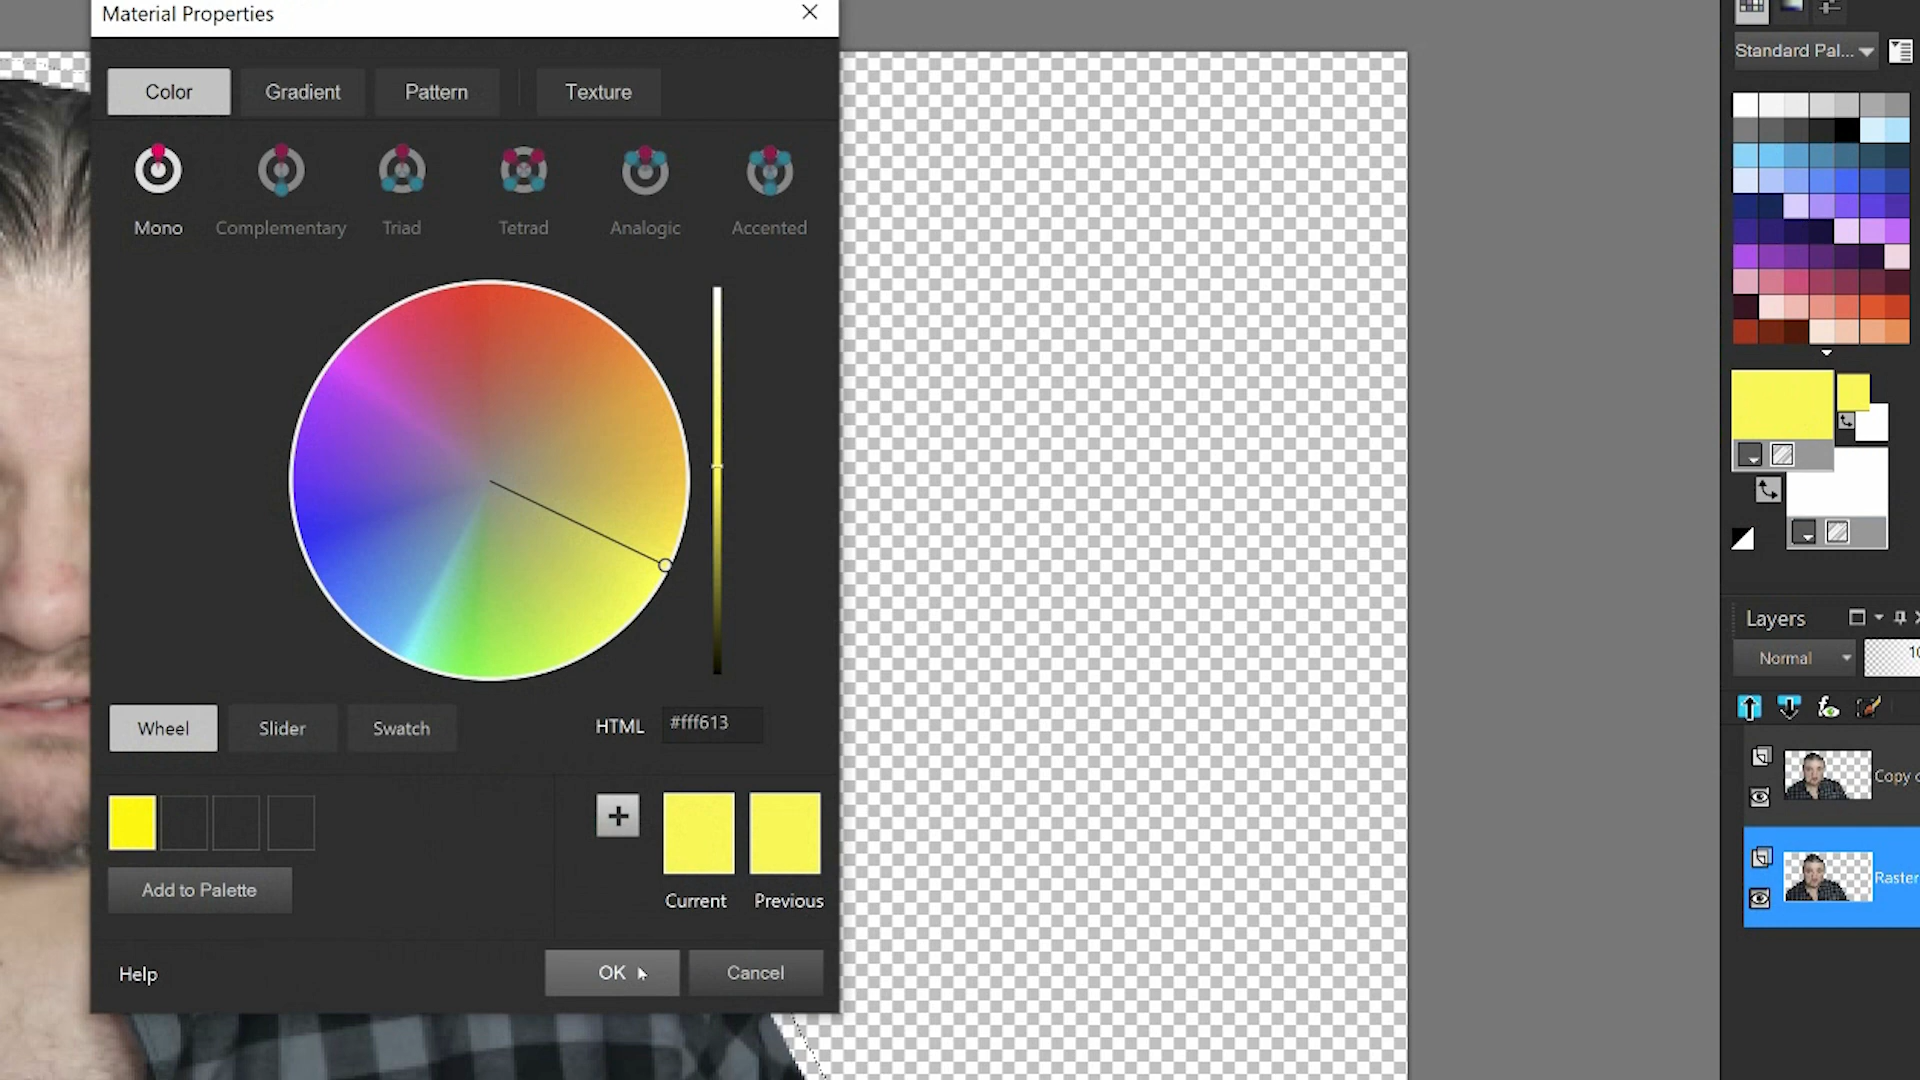 Material Properties
Color
Gradient
Pattern
Texture
Mono
Complementary
Triad
Tetrad
Analogic
Accented
Wheel
Slider
Swatch
HTML
#fff613
Add to Palette
Current
Previous
Help
OK
Cancel
Standard Pal...
Layers
Normal
10
Copy o
Raster